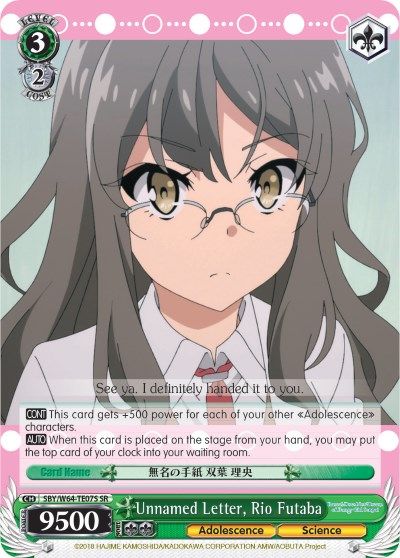 LEVEL
3
2
COST
See ya. I definitely handed it to you.
CONT This card gets +500 power for each of your other «Adolescence»
characters.
AUTO When this card is placed on the stage from your hand, you may put
the top card of your clock into your waiting room.
Card Name
無名の手紙 双葉 理央
CH SBY/W64-TE07S SR
POWER
9500
Unnamed Letter, Rio Futaba
Adolescence
Science
©2018 HAJIME KAMOSHIDA/KADOKAWA CORPORATION AMW/AOBUTA Project